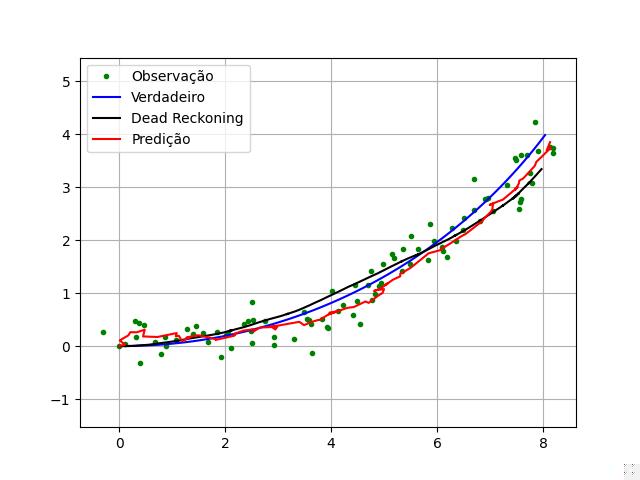 Observação
Verdadeiro
Dead Reckoning
Predição
5
4
3
2
1
0
−1
0 2 4 6 8